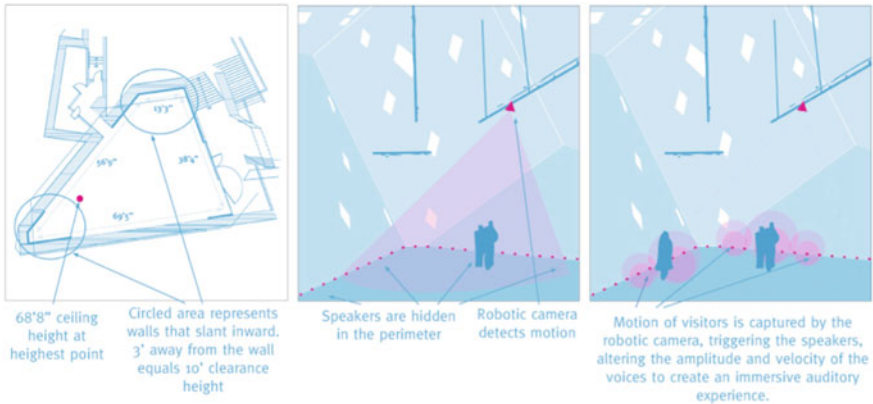 13'3"
56'5"
38'4"
69'5"
68'8" ceiling
height at
heighest point
Circled area represents
walls that slant inward.
3' away from the wall
equals 10' clearance
height
Speakers are hidden
in the perimeter
Robotic camera
detects motion
Motion of visitors is captured by the
robotic camera, triggering the speakers,
altering the amplitude and velocity of the
voices to create an immersive auditory
experience.